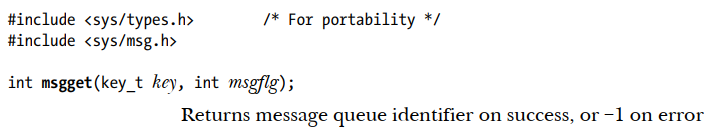 #include <sys/types.h> /* For portability */
#include <sys/msg.h>
int msgget(key_t key, int msgflg);
Returns message queue identifier on success, or –1 on error